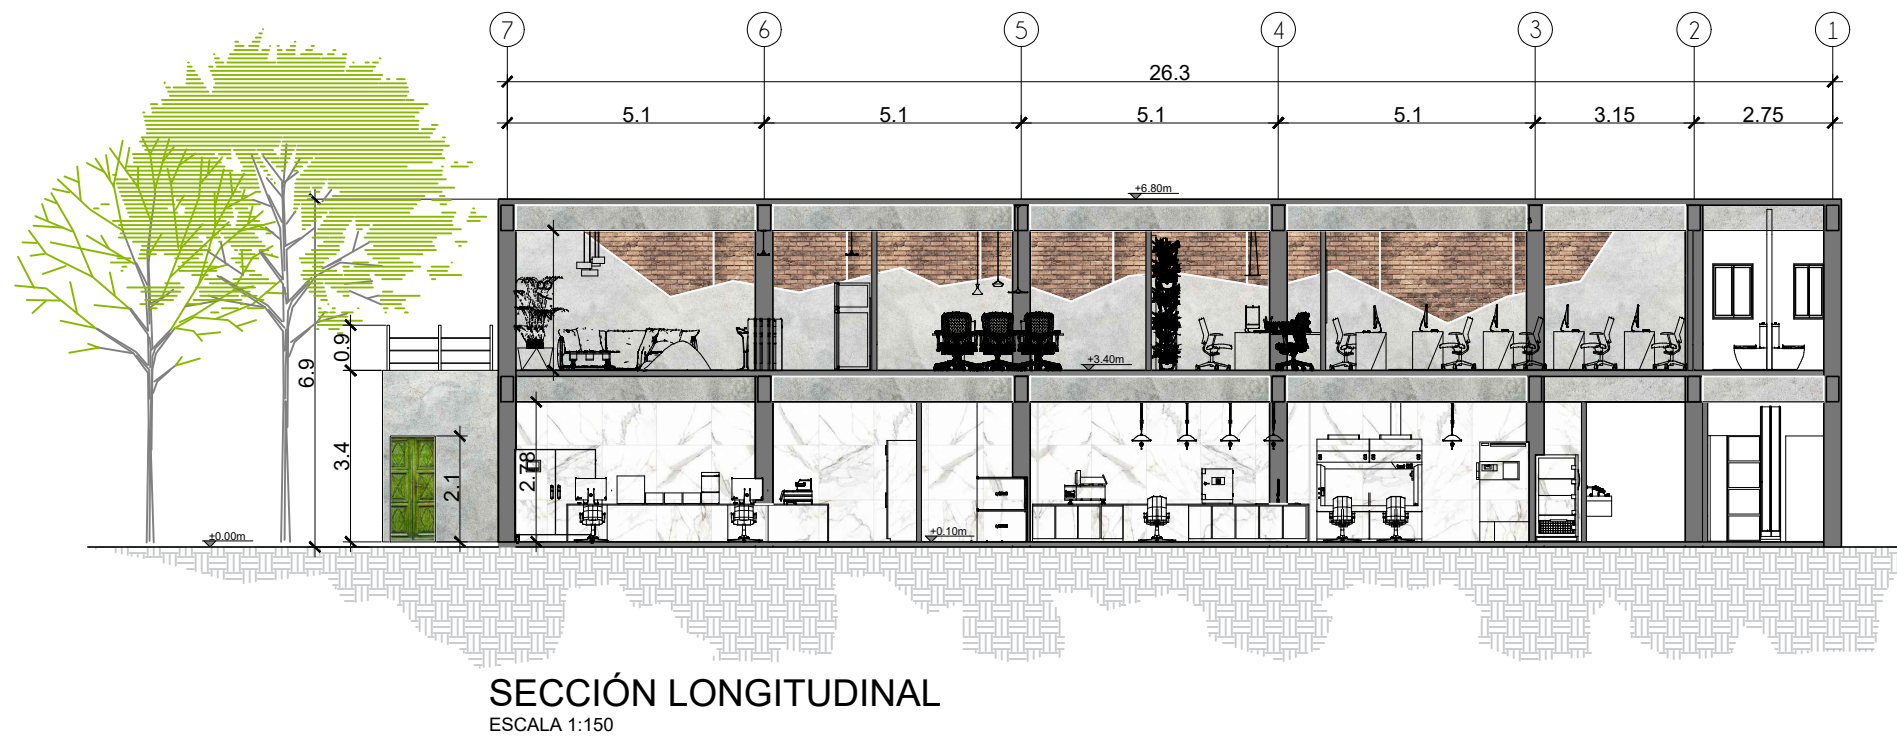 7 6 5 4 3 2 1
26.3
5.1 5.1 5.1 5.1 3.15 2.75
+6.80m
0.9
6.9
+3.40m
3.4
2.1
2.78
+0.00m
+0.10m
SECCIÓN LONGITUDINAL
ESCALA 1:150